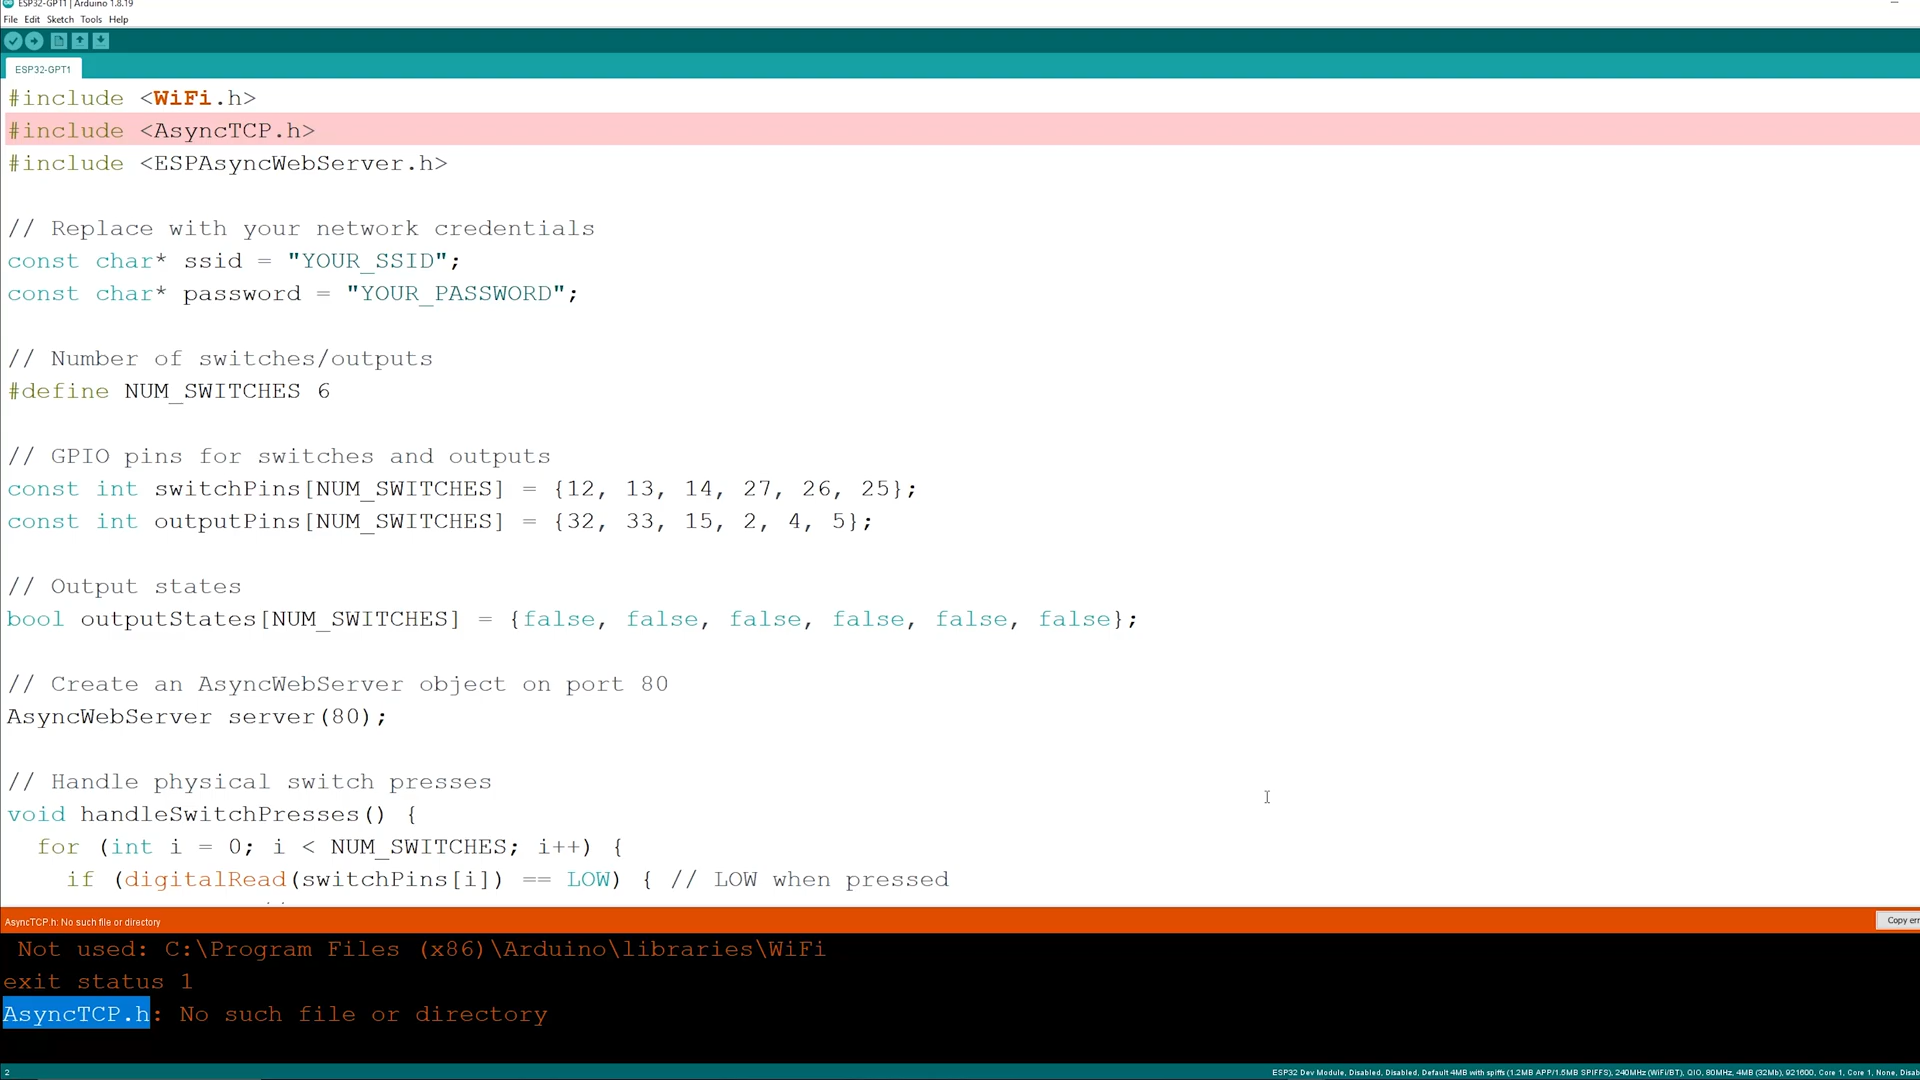 ESP32-GPT1 | Arduino 1.8.19
File Edit Sketch Tools Help
ESP32-GPT1
#include <WiFi.h>
#include <AsyncTCP.h>
#include <ESPAsyncWebServer.h>
// Replace with your network credentials
const char* ssid = "YOUR_SSID";
const char* password = "YOUR_PASSWORD";
// Number of switches/outputs
#define NUM_SWITCHES 6
// GPIO pins for switches and outputs
const int switchPins[NUM_SWITCHES] = {12, 13, 14, 27, 26, 25};
const int outputPins[NUM_SWITCHES] = {32, 33, 15, 2, 4, 5};
// Output states
bool outputStates[NUM_SWITCHES] = {false, false, false, false, false, false};
// Create an AsyncWebServer object on port 80
AsyncWebServer server(80);
// Handle physical switch presses
void handleSwitchPresses() {
for (int i = 0; i < NUM_SWITCHES; i++) {
if (digitalRead(switchPins[i]) == LOW) { // LOW when pressed
AsyncTCP.h: No such file or directory
Copy err
Not used: C:\Program Files (x86)\Arduino\libraries\WiFi
exit status 1
AsyncTCP.h: No such file or directory
2
ESP32 Dev Module, Disabled, Disabled, Default 4MB with spiffs (1.2MB APP/1.5MB SPIFFS), 240MHz (WiFi/BT), QIO, 80MHz, 4MB (32Mb), 921600, Core 1, Core 1, None, Disab